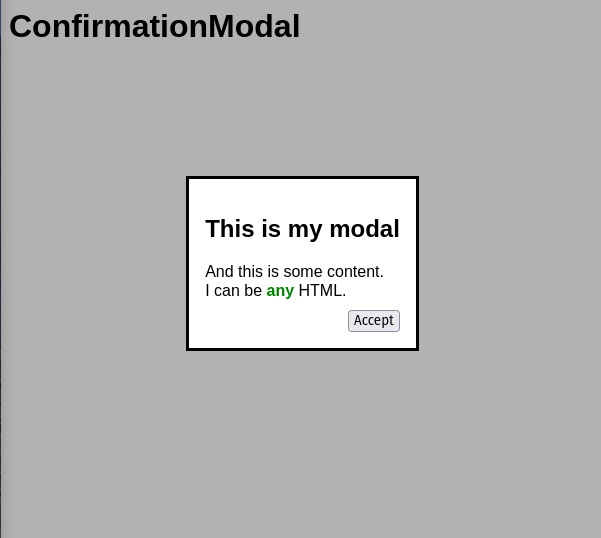 ConfirmationModal
This is my modal
And this is some content.
I can be any HTML.
Accept